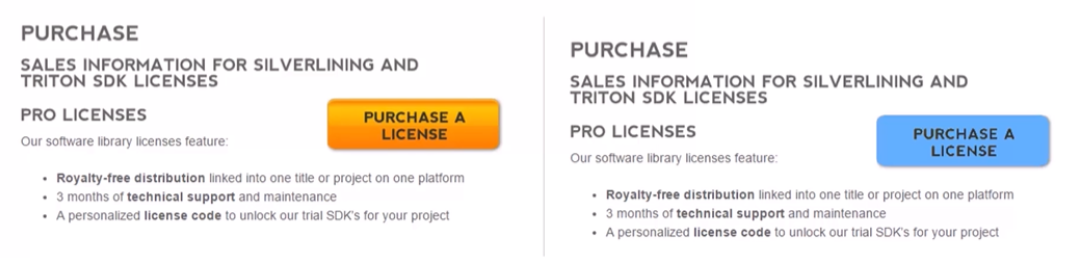 PURCHASE
SALES INFORMATION FOR SILVERLINING AND
TRITON SDK LICENSES
PRO LICENSES
PURCHASE A
LICENSE
Our software library licenses feature:
• Royalty-free distribution linked into one title or project on one platform
• 3 months of technical support and maintenance
• A personalized license code to unlock our trial SDK's for your project
PURCHASE
SALES INFORMATION FOR SILVERLINING AND
TRITON SDK LICENSES
PRO LICENSES
PURCHASE A
LICENSE
Our software library licenses feature:
• Royalty-free distribution linked into one title or project on one platform
• 3 months of technical support and maintenance
• A personalized license code to unlock our trial SDK's for your project